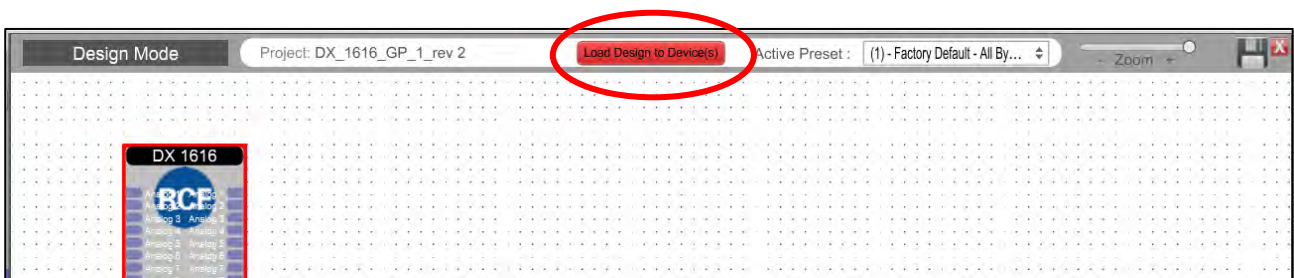 Design Mode
Project: DX_1616_GP_1_rev 2
Load Design to Device(s)
Active Preset :
(1) - Factory Default - All By...
- Zoom +
X
DX 1616
RCF
Analog 3 Analog 3
Analog 4 Analog 4
Analog 5 Analog 5
Analog 6 Analog 6
Analog 7 Analog 7